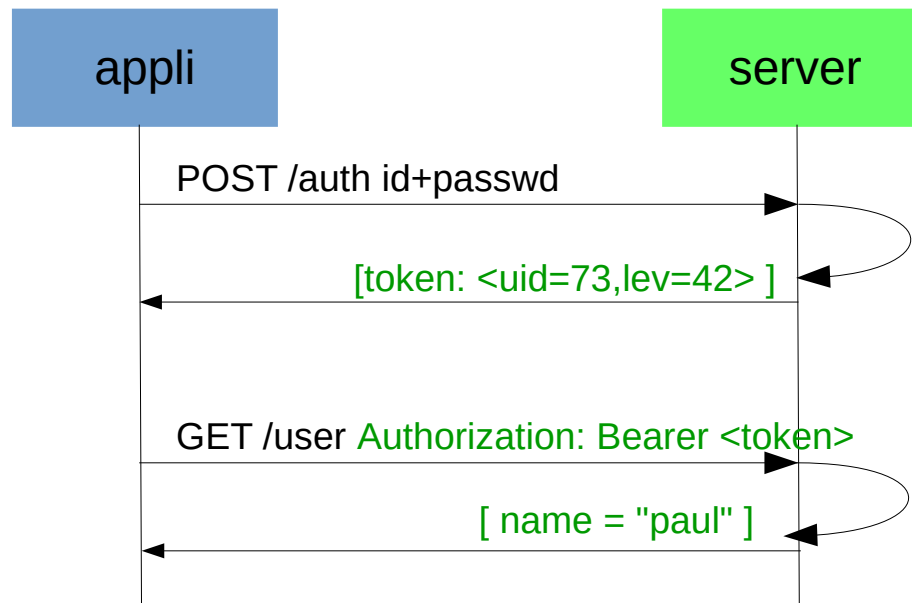 appli
server
POST /auth id+passwd
[token: <uid=73,lev=42> ]
GET /user Authorization: Bearer <token>
[ name = "paul" ]